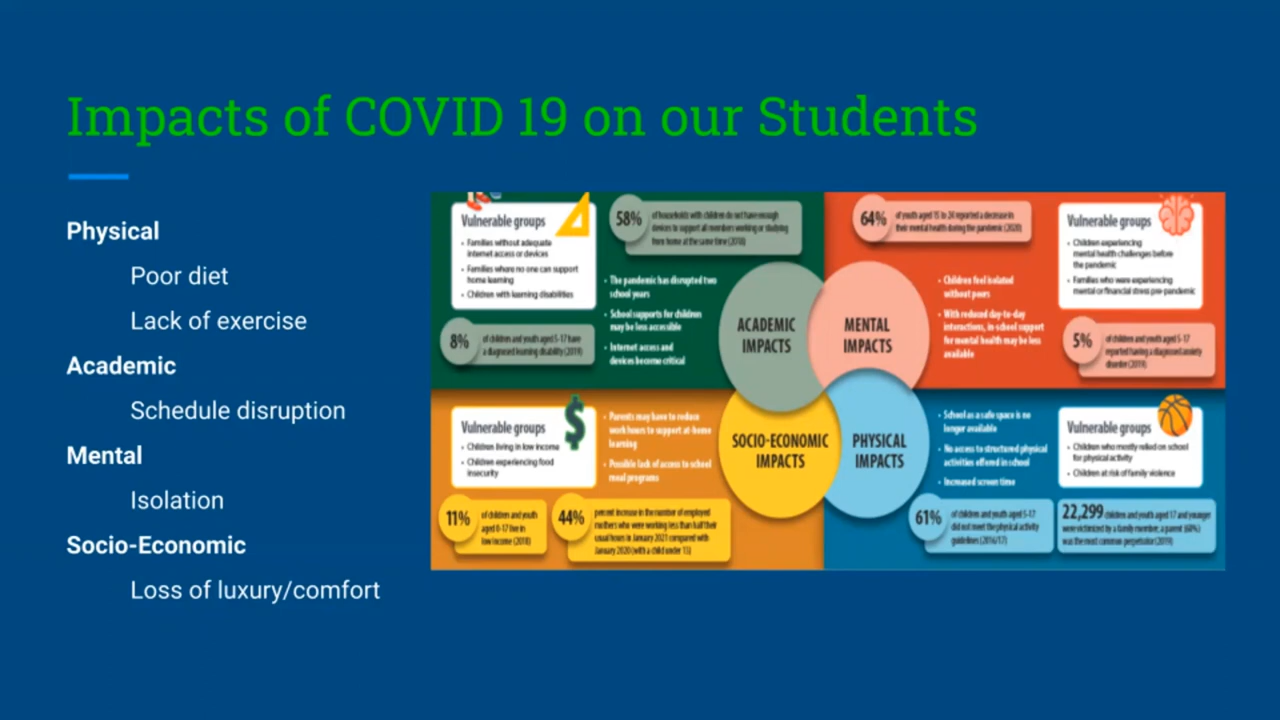 Impacts of COVID 19 on our Students
Physical
Poor diet
Lack of exercise
Academic
Schedule disruption
Mental
Isolation
Socio-Economic
Loss of luxury/comfort
Vulnerable groups
• Families without adequate
internet access or devices
• Families where no one can support
home learning
• Children with learning disabilities
58%
of households with children do not have enough
devices to support all members working or studying
from home at the same time (2018)
• The pandemic has disrupted two
school years
• School supports for children
may be less accessible
• Internet access and
devices become critical
8%
of children and youth aged 5-17 have
a diagnosed learning disability (2019)
ACADEMIC
IMPACTS
64%
of youth aged 15 to 24 reported a decrease in
their mental health during the pandemic (2020)
Vulnerable groups
• Children experiencing
mental health challenges before
the pandemic
• Families who were experiencing
mental or financial stress pre-pandemic
MENTAL
IMPACTS
• Children feel isolated
without peers
• With reduced day-to-day
interactions, in-school support
for mental health may be less
available
5%
of children and youth aged 5-17
reported having a diagnosed anxiety
disorder (2019)
Vulnerable groups
• Children living in low income
• Children experiencing food
insecurity
• Parents may have to reduce
work hours to support at-home
learning
• Possible lack of access to school
meal programs
SOCIO-ECONOMIC
IMPACTS
11%
of children and youth
aged 0-17 live in
low income (2018)
44%
percent increase in the number of employed
mothers who were working less than half their
usual hours in January 2021 compared with
January 2020 (with a child under 13)
PHYSICAL
IMPACTS
• School as a safe space is no
longer available
• No access to structured physical
activities offered in school
• Increased screen time
Vulnerable groups
• Children who mostly relied on school
for physical activity
• Children at risk of family violence
61%
of children and youth aged 5-17
did not meet the physical activity
guidelines (2016/17)
22,299 children and youth aged 17 and younger
were victimized by a family member, a parent (60%)
was the most common perpetrator (2019)